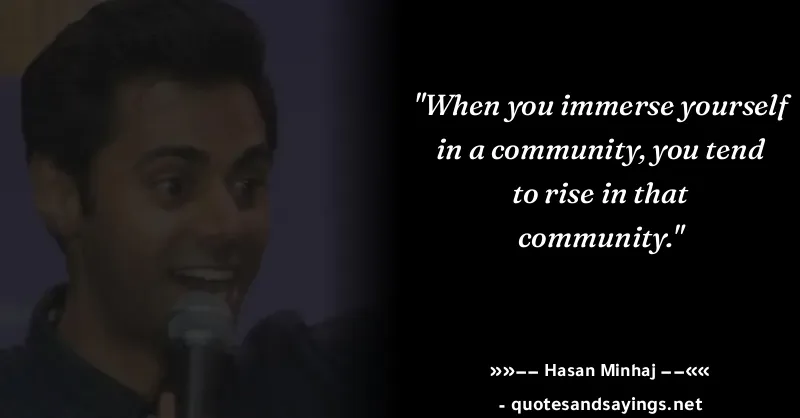 "When you immerse yourself
in a community, you tend
to rise in that
community."
»»−− Hasan Minhaj −−««
- quotesandsayings.net